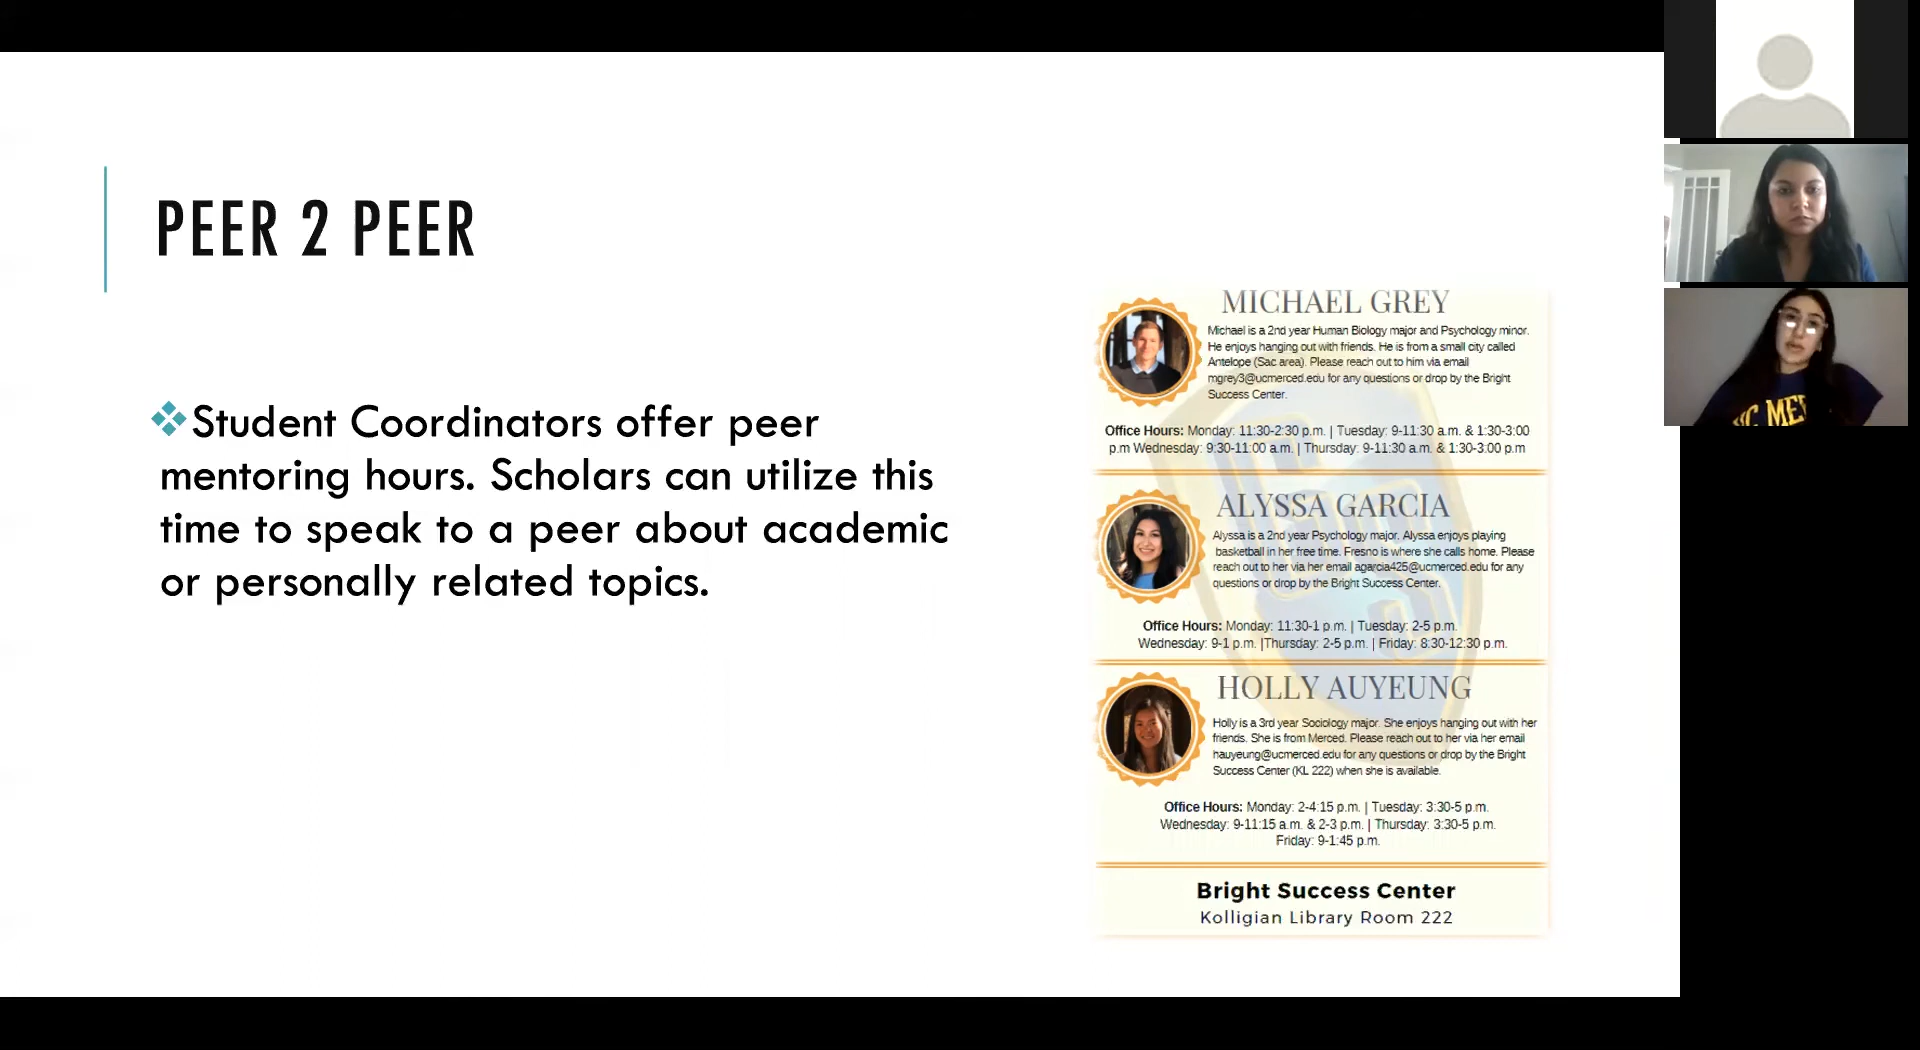 PEER 2 PEER
Student Coordinators offer peer
mentoring hours. Scholars can utilize this
time to speak to a peer about academic
or personally related topics.
MICHAEL GREY
Michael is a 2nd year Human Biology major and Psychology minor.
He enjoys hanging out with friends. He is from a small city called
Antelope (Sac area). Please reach out to him via email
mgrey3@ucmerced.edu for any questions or drop by the Bright
Success Center.
Office Hours: Monday: 11:30-2:30 p.m. | Tuesday: 9-11:30 a.m. & 1:30-3:00
p.m Wednesday: 9:30-11:00 a.m. | Thursday: 9-11:30 a.m. & 1:30-3:00 p.m
ALYSSA GARCIA
Alyssa is a 2nd year Psychology major. Alyssa enjoys playing
basketball in her free time. Fresno is where she calls home. Please
reach out to her via her email agarcia425@ucmerced.edu for any
questions or drop by the Bright Success Center.
Office Hours: Monday: 11:30-1 p.m. | Tuesday: 2-5 p.m.
Wednesday: 9-1 p.m. |Thursday: 2-5 p.m. | Friday: 8:30-12:30 p.m.
HOLLY AUYEUNG
Holly is a 3rd year Sociology major. She enjoys hanging out with her
friends. She is from Merced. Please reach out to her via her email
hauyeung@ucmerced.edu for any questions or drop by the Bright
Success Center (KL 222) when she is available.
Office Hours: Monday: 2-4:15 p.m. | Tuesday: 3:30-5 p.m.
Wednesday: 9-11:15 a.m. & 2-3 p.m. | Thursday: 3:30-5 p.m.
Friday: 9-1:45 p.m.
Bright Success Center
Kolligian Library Room 222